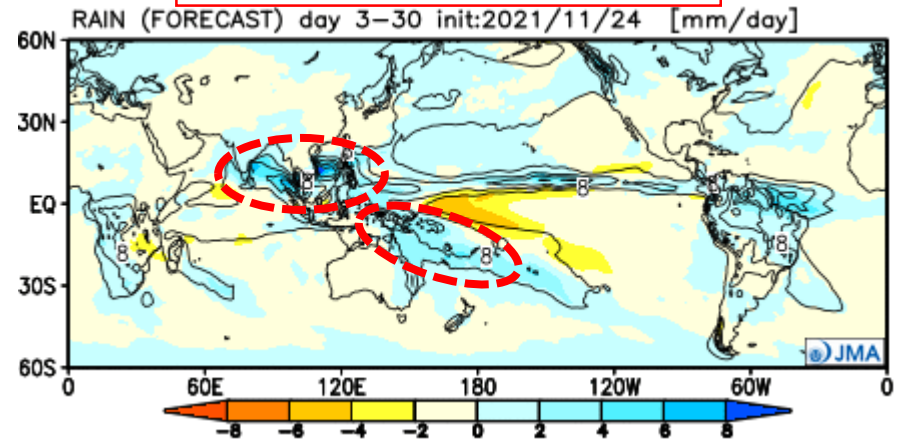 RAIN (FORECAST) day 3-30 init:2021/11/24 [mm/day]
60N
30N
EQ
30S
60S
8
8
8
8
8
8
JMA
0 60E 120E 180 120W 60W 0
-8 -6 -4 -2 0 2 4 6 8